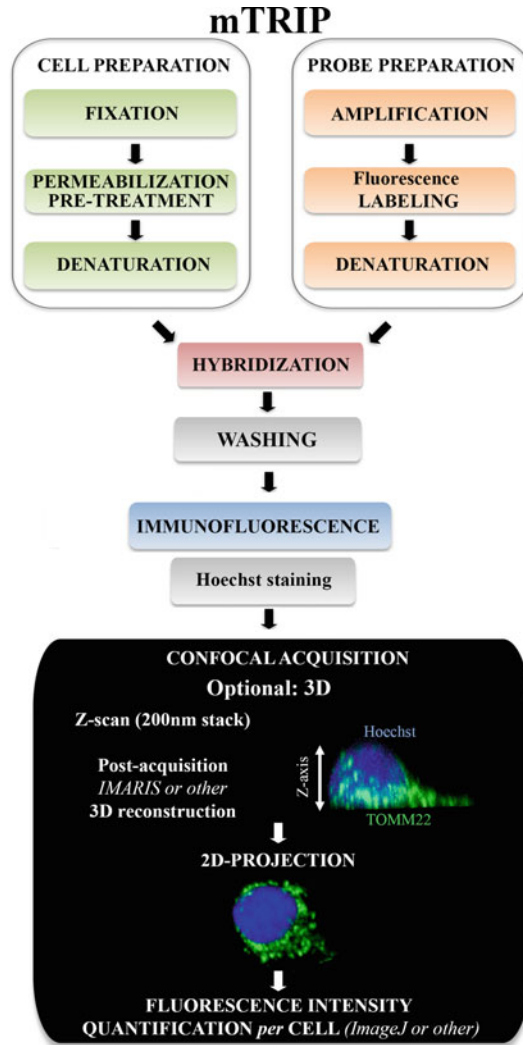 mTRIP
CELL PREPARATION
FIXATION
PERMEABILIZATION
PRE-TREATMENT
DENATURATION
PROBE PREPARATION
AMPLIFICATION
Fluorescence
LABELING
DENATURATION
HYBRIDIZATION
WASHING
IMMUNOFLUORESCENCE
Hoechst staining
CONFOCAL ACQUISITION
Optional: 3D
Z-scan (200nm stack)
Post-acquisition
IMARIS or other
3D reconstruction
Hoechst
Z-axis
TOMM22
2D-PROJECTION
FLUORESCENCE INTENSITY
QUANTIFICATION per CELL (ImageJ or other)